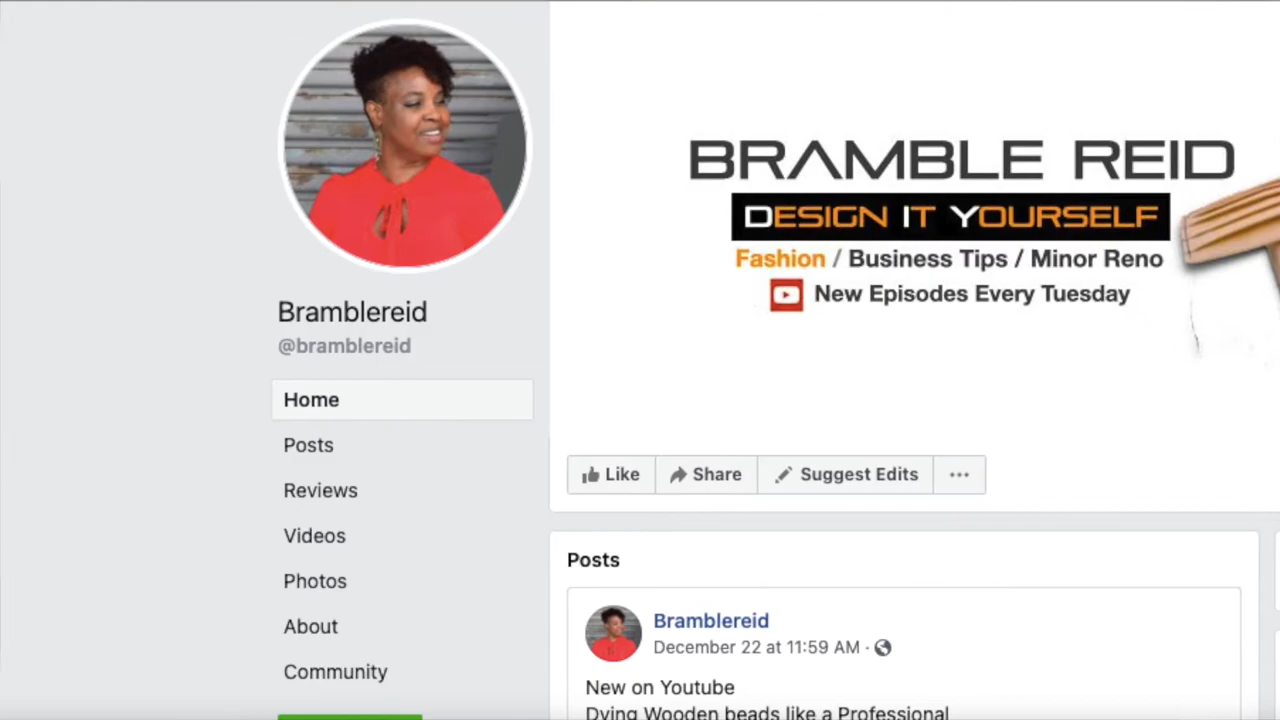 BRAMBLE REID
DESIGN IT YOURSELF
Fashion / Business Tips / Minor Reno
New Episodes Every Tuesday
Bramblereid
@bramblereid
Home
Posts
Reviews
Videos
Photos
About
Community
Like
Share
Suggest Edits
Posts
Bramblereid
December 22 at 11:59 AM ·
New on Youtube
Dying Wooden beads like a Professional